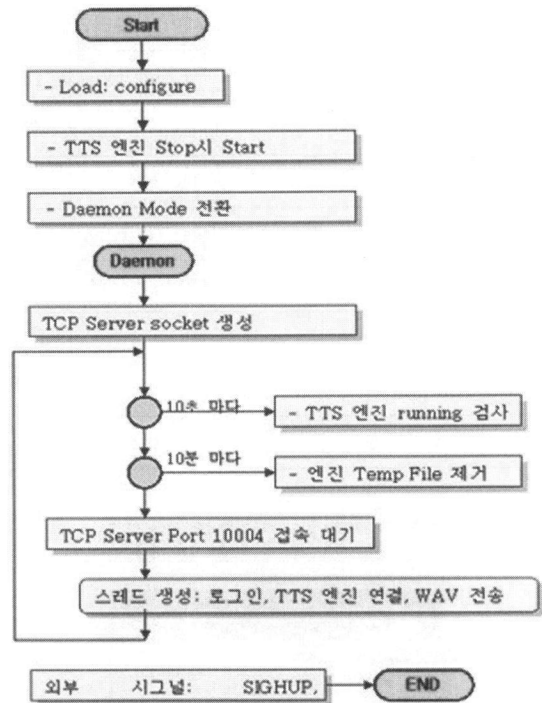 Start
- Load: configure
- TTS 엔진 Stop시 Start
- Daemon Mode 전환
Daemon
TCP Server socket 생성
10초 마다
- TTS 엔진 running 검사
10분 마다
- 엔진 Temp File 제거
TCP Server Port 10004 접속 대기
스레드 생성: 로그인, TTS 엔진 연결, WAV 전송
외부 시그널: SIGHUP,
END